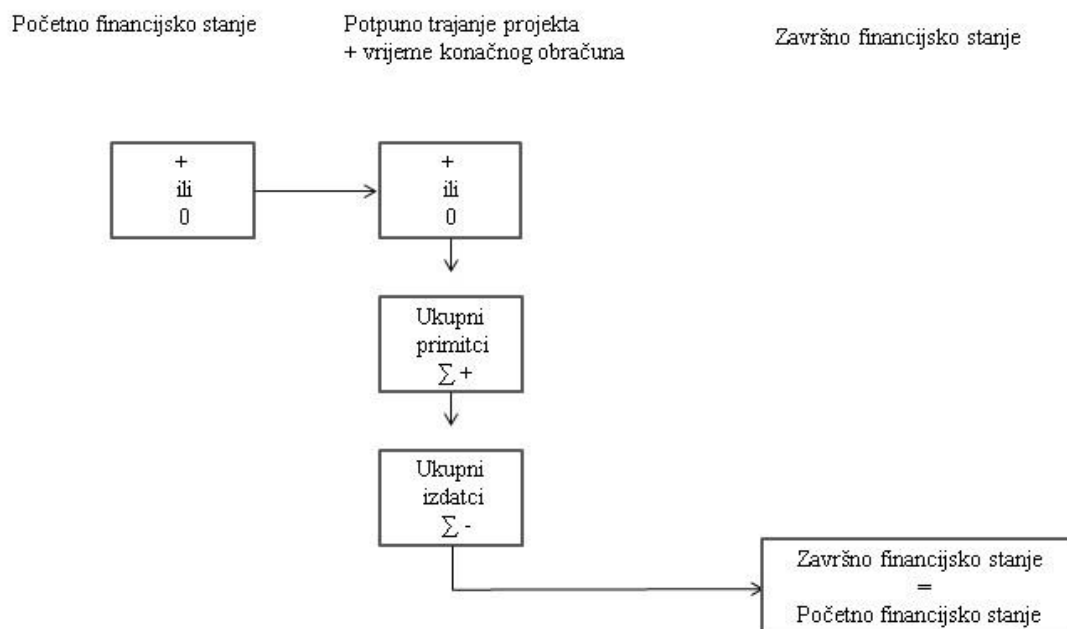 Početno financijsko stanje
Potpuno trajanje projekta
+ vrijeme konačnog obračuna
Završno financijsko stanje
+
ili
0
+
ili
0
Ukupni
primitci
∑ +
Ukupni
izdatci
∑ -
Završno financijsko stanje
=
Početno financijsko stanje